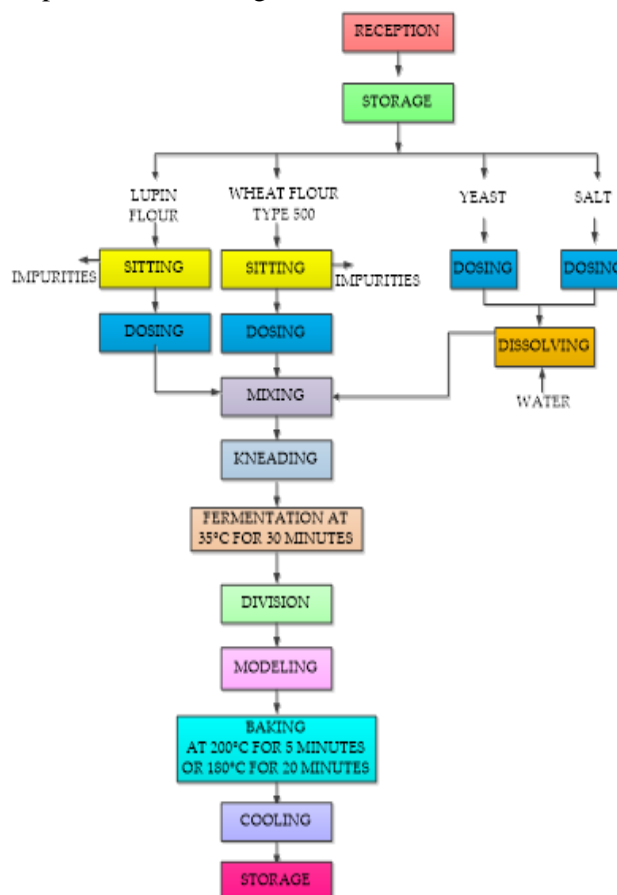 RECEPTION
STORAGE
LUPIN
FLOUR
WHEAT FLOUR
TYPE 500
YEAST
SALT
IMPURITIES
SITTING
SITTING
IMPURITIES
DOSING
DOSING
DOSING
DOSING
DISSOLVING
WATER
MIXING
KNEADING
FERMENTATION AT
35°C FOR 30 MINUTES
DIVISION
MODELING
BAKING
AT 200°C FOR 5 MINUTES
OR 180°C FOR 20 MINUTES
COOLING
STORAGE